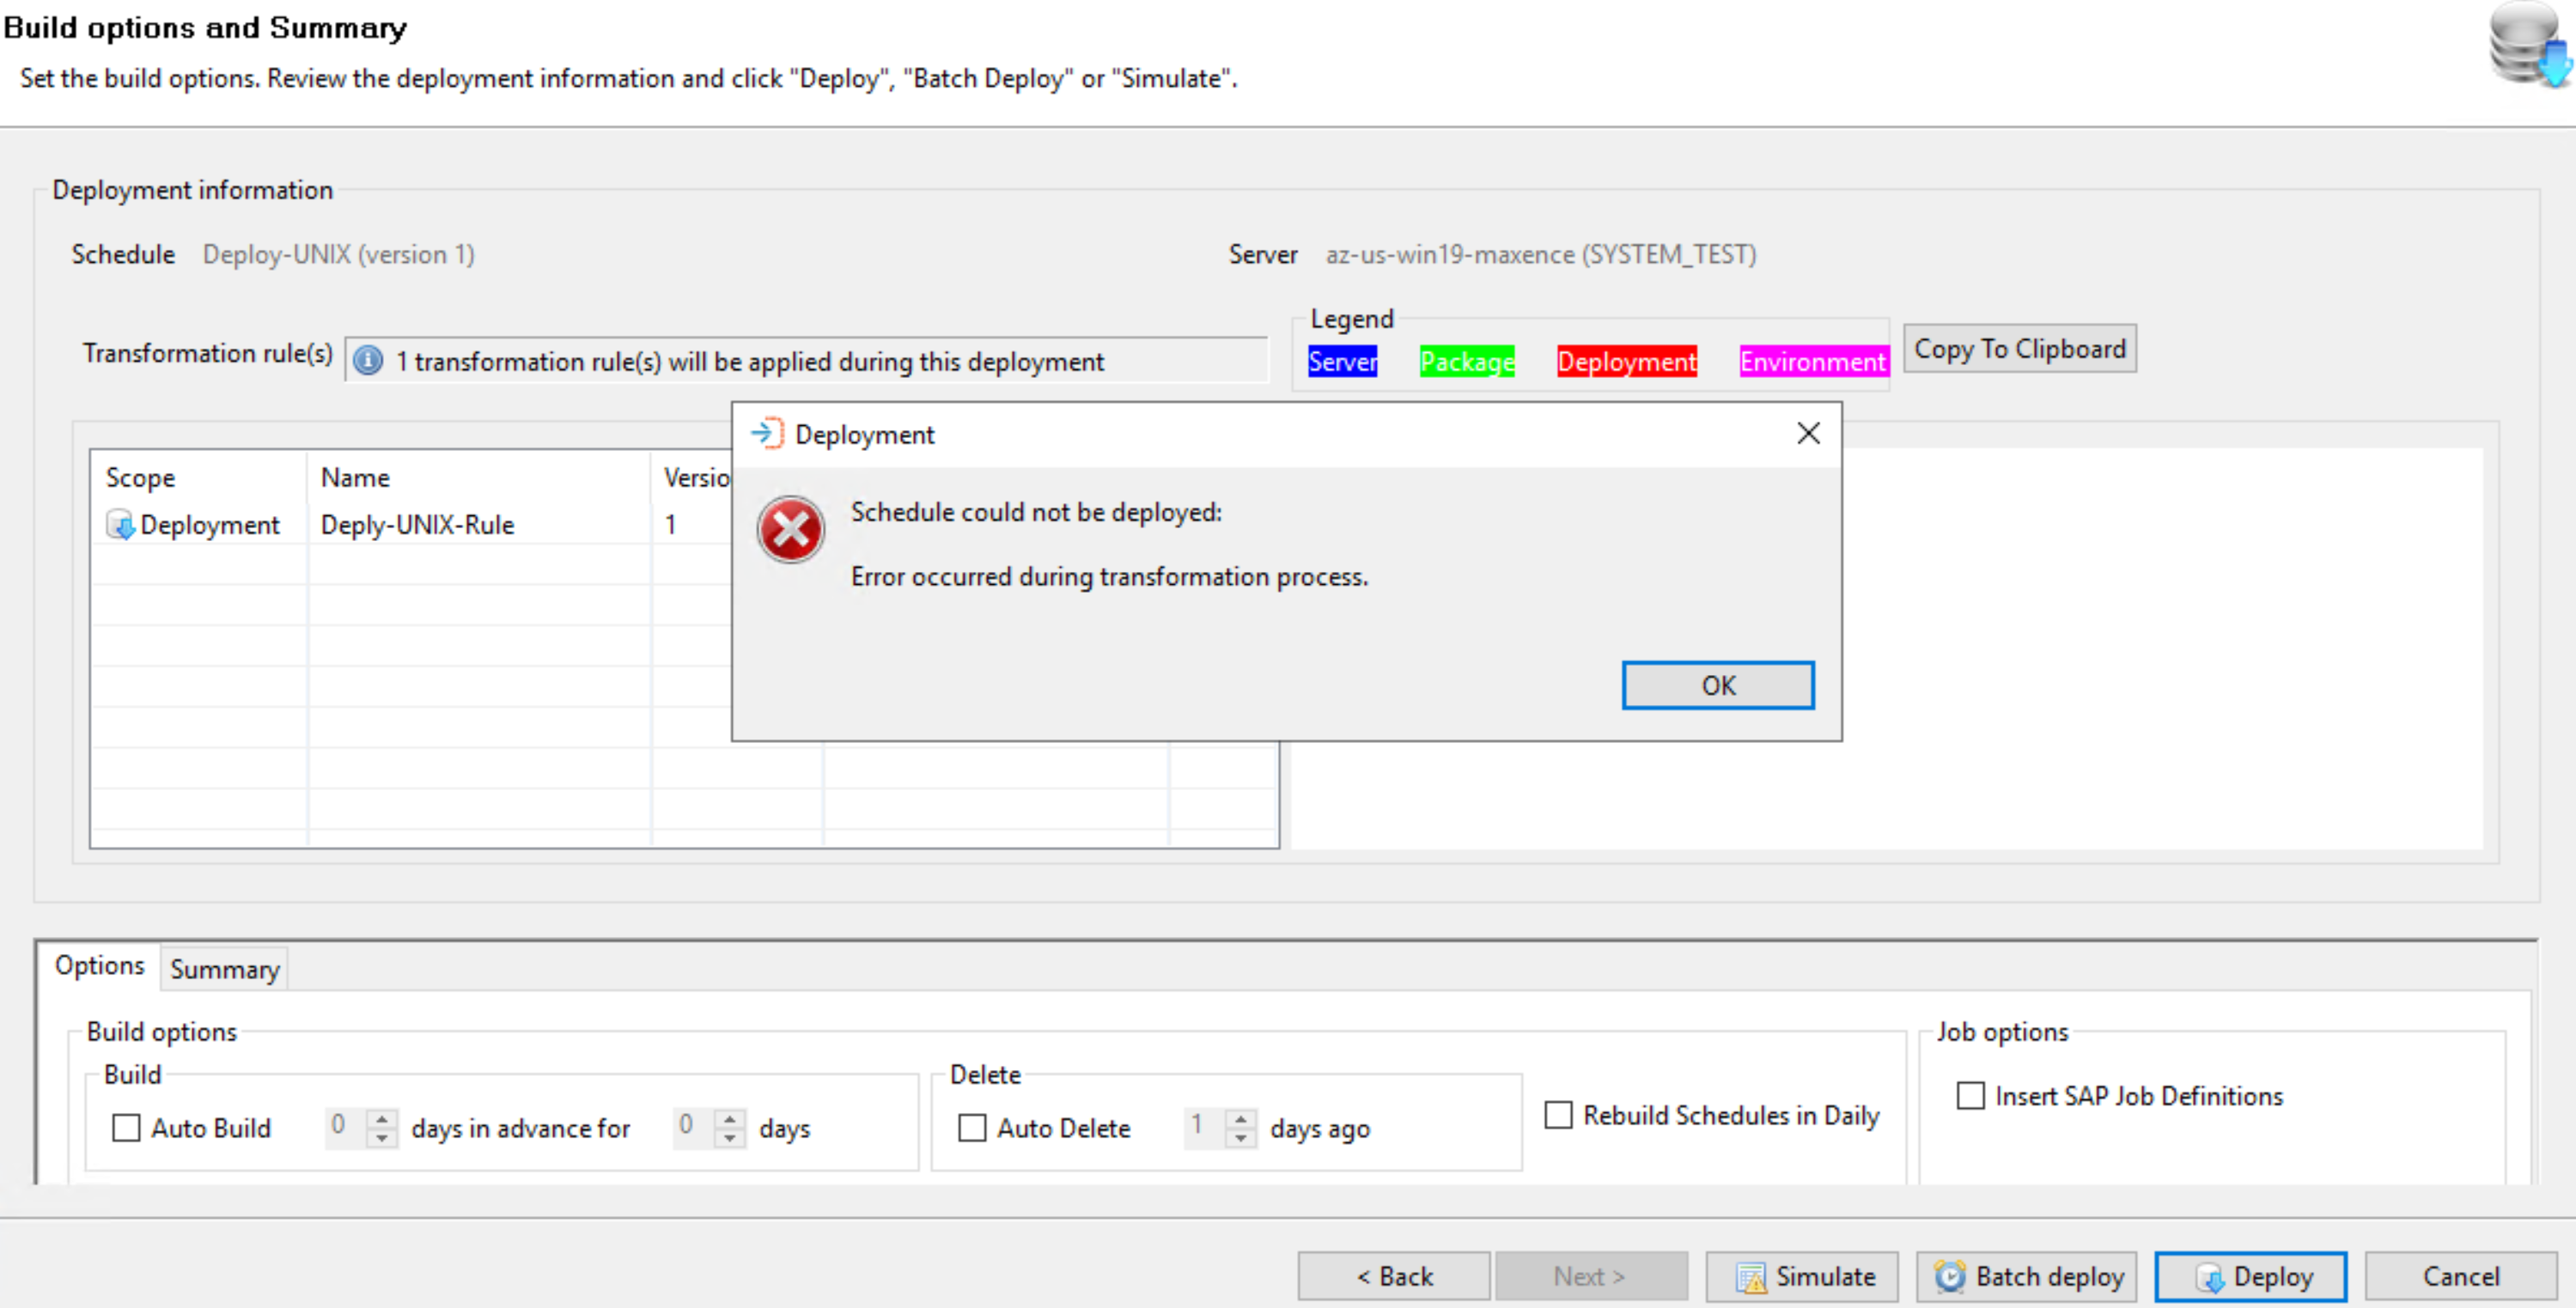 Build options and Summary
Set the build options. Review the deployment information and click "Deploy", "Batch Deploy" or "Simulate".
Deployment information
Schedule Deploy-UNIX (version 1)
Server az-us-win19-maxence (SYSTEM_TEST)
Transformation rule(s) 1 transformation rule(s) will be applied during this deployment
Legend
Server Package Deployment Environment
Copy To Clipboard
Scope Name Versio
Deployment Deply-UNIX-Rule 1
Deployment
Schedule could not be deployed:
Error occurred during transformation process.
OK
Options Summary
Build options
Build
Auto Build 0 days in advance for 0 days
Delete
Auto Delete 1 days ago
Rebuild Schedules in Daily
Job options
Insert SAP Job Definitions
< Back Next > Simulate Batch deploy Deploy Cancel